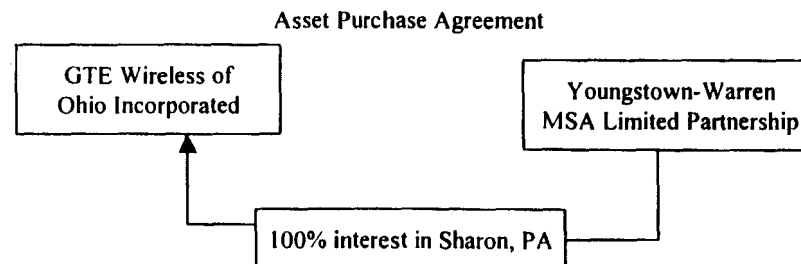 Asset Purchase Agreement
GTE Wireless of
Ohio Incorporated
Youngstown-Warren
MSA Limited Partnership
100% interest in Sharon, PA